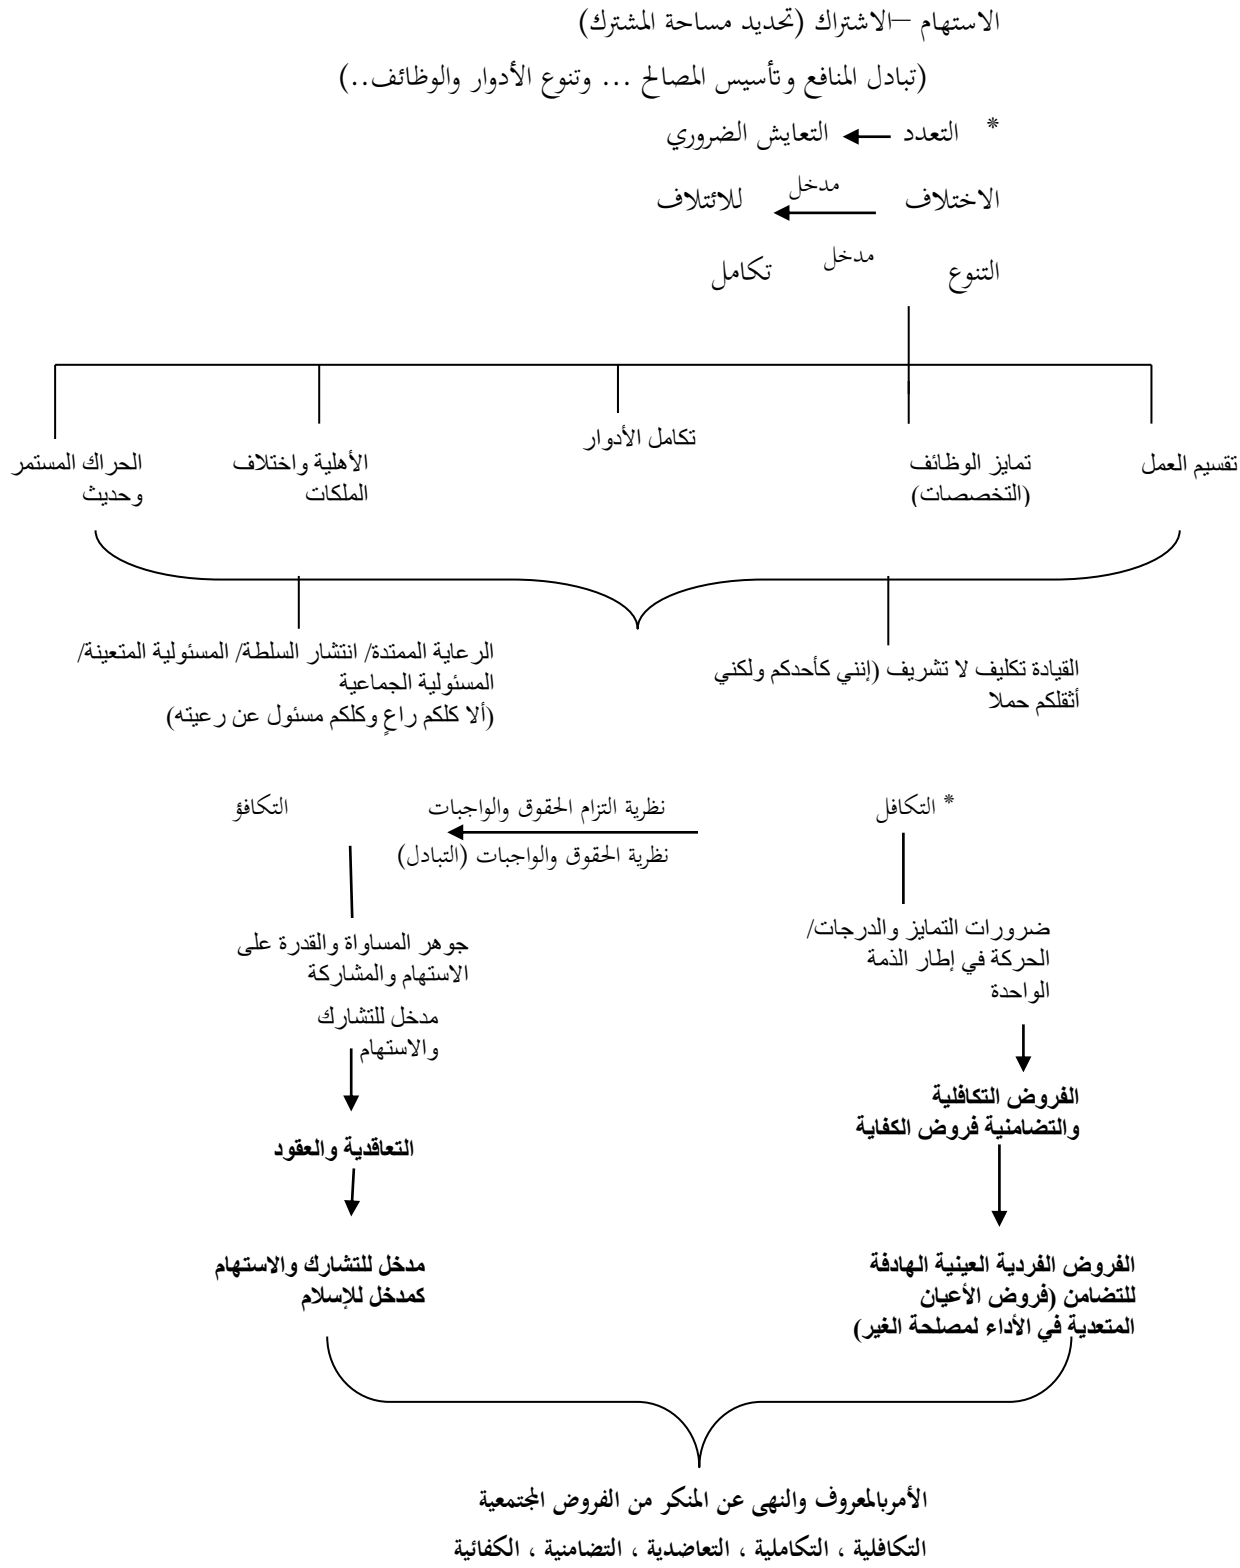 الاستهام –الاشتراك (تحديد مساحة المشترك)
(تبادل المنافع وتأسيس المصالح ... وتنوع الأدوار والوظائف..)
* التعدد التعايش الضروري
الاختلاف مدخل للائتلاف
التنوع مدخل تكامل
تقسيم العمل
تمايز الوظائف
(التخصصات)
تكامل الأدوار
الأهلية واختلاف
الملكات
الحراك المستمر
وحديث
القيادة تكليف لا تشريف (إنني كأحدكم ولكني
أثقلكم حملا
الرعاية الممتدة/ انتشار السلطة/ المسئولية المتعينة/
المسئولية الجماعية
(ألا كلكم راعٍ وكلكم مسئول عن رعيته)
* التكافل
نظرية التزام الحقوق والواجبات
نظرية الحقوق والواجبات (التبادل)
التكافؤ
ضرورات التمايز والدرجات/
الحركة في إطار الذمة
الواحدة
جوهر المساواة والقدرة على
الاستهام والمشاركة
مدخل للتشارك
والاستهام
الفروض التكافلية
والتضامنية فروض الكفاية
التعاقدية والعقود
الفروض الفردية العينية الهادفة
للتضامن (فروض الأعيان
المتعدية في الأداء لمصلحة الغير)
مدخل للتشارك والاستهام
كمدخل للإسلام
الأمربالمعروف والنهى عن المنكر من الفروض المجتمعية
التكافلية ، التكاملية ، التعاضدية ، التضامنية ، الكفائية